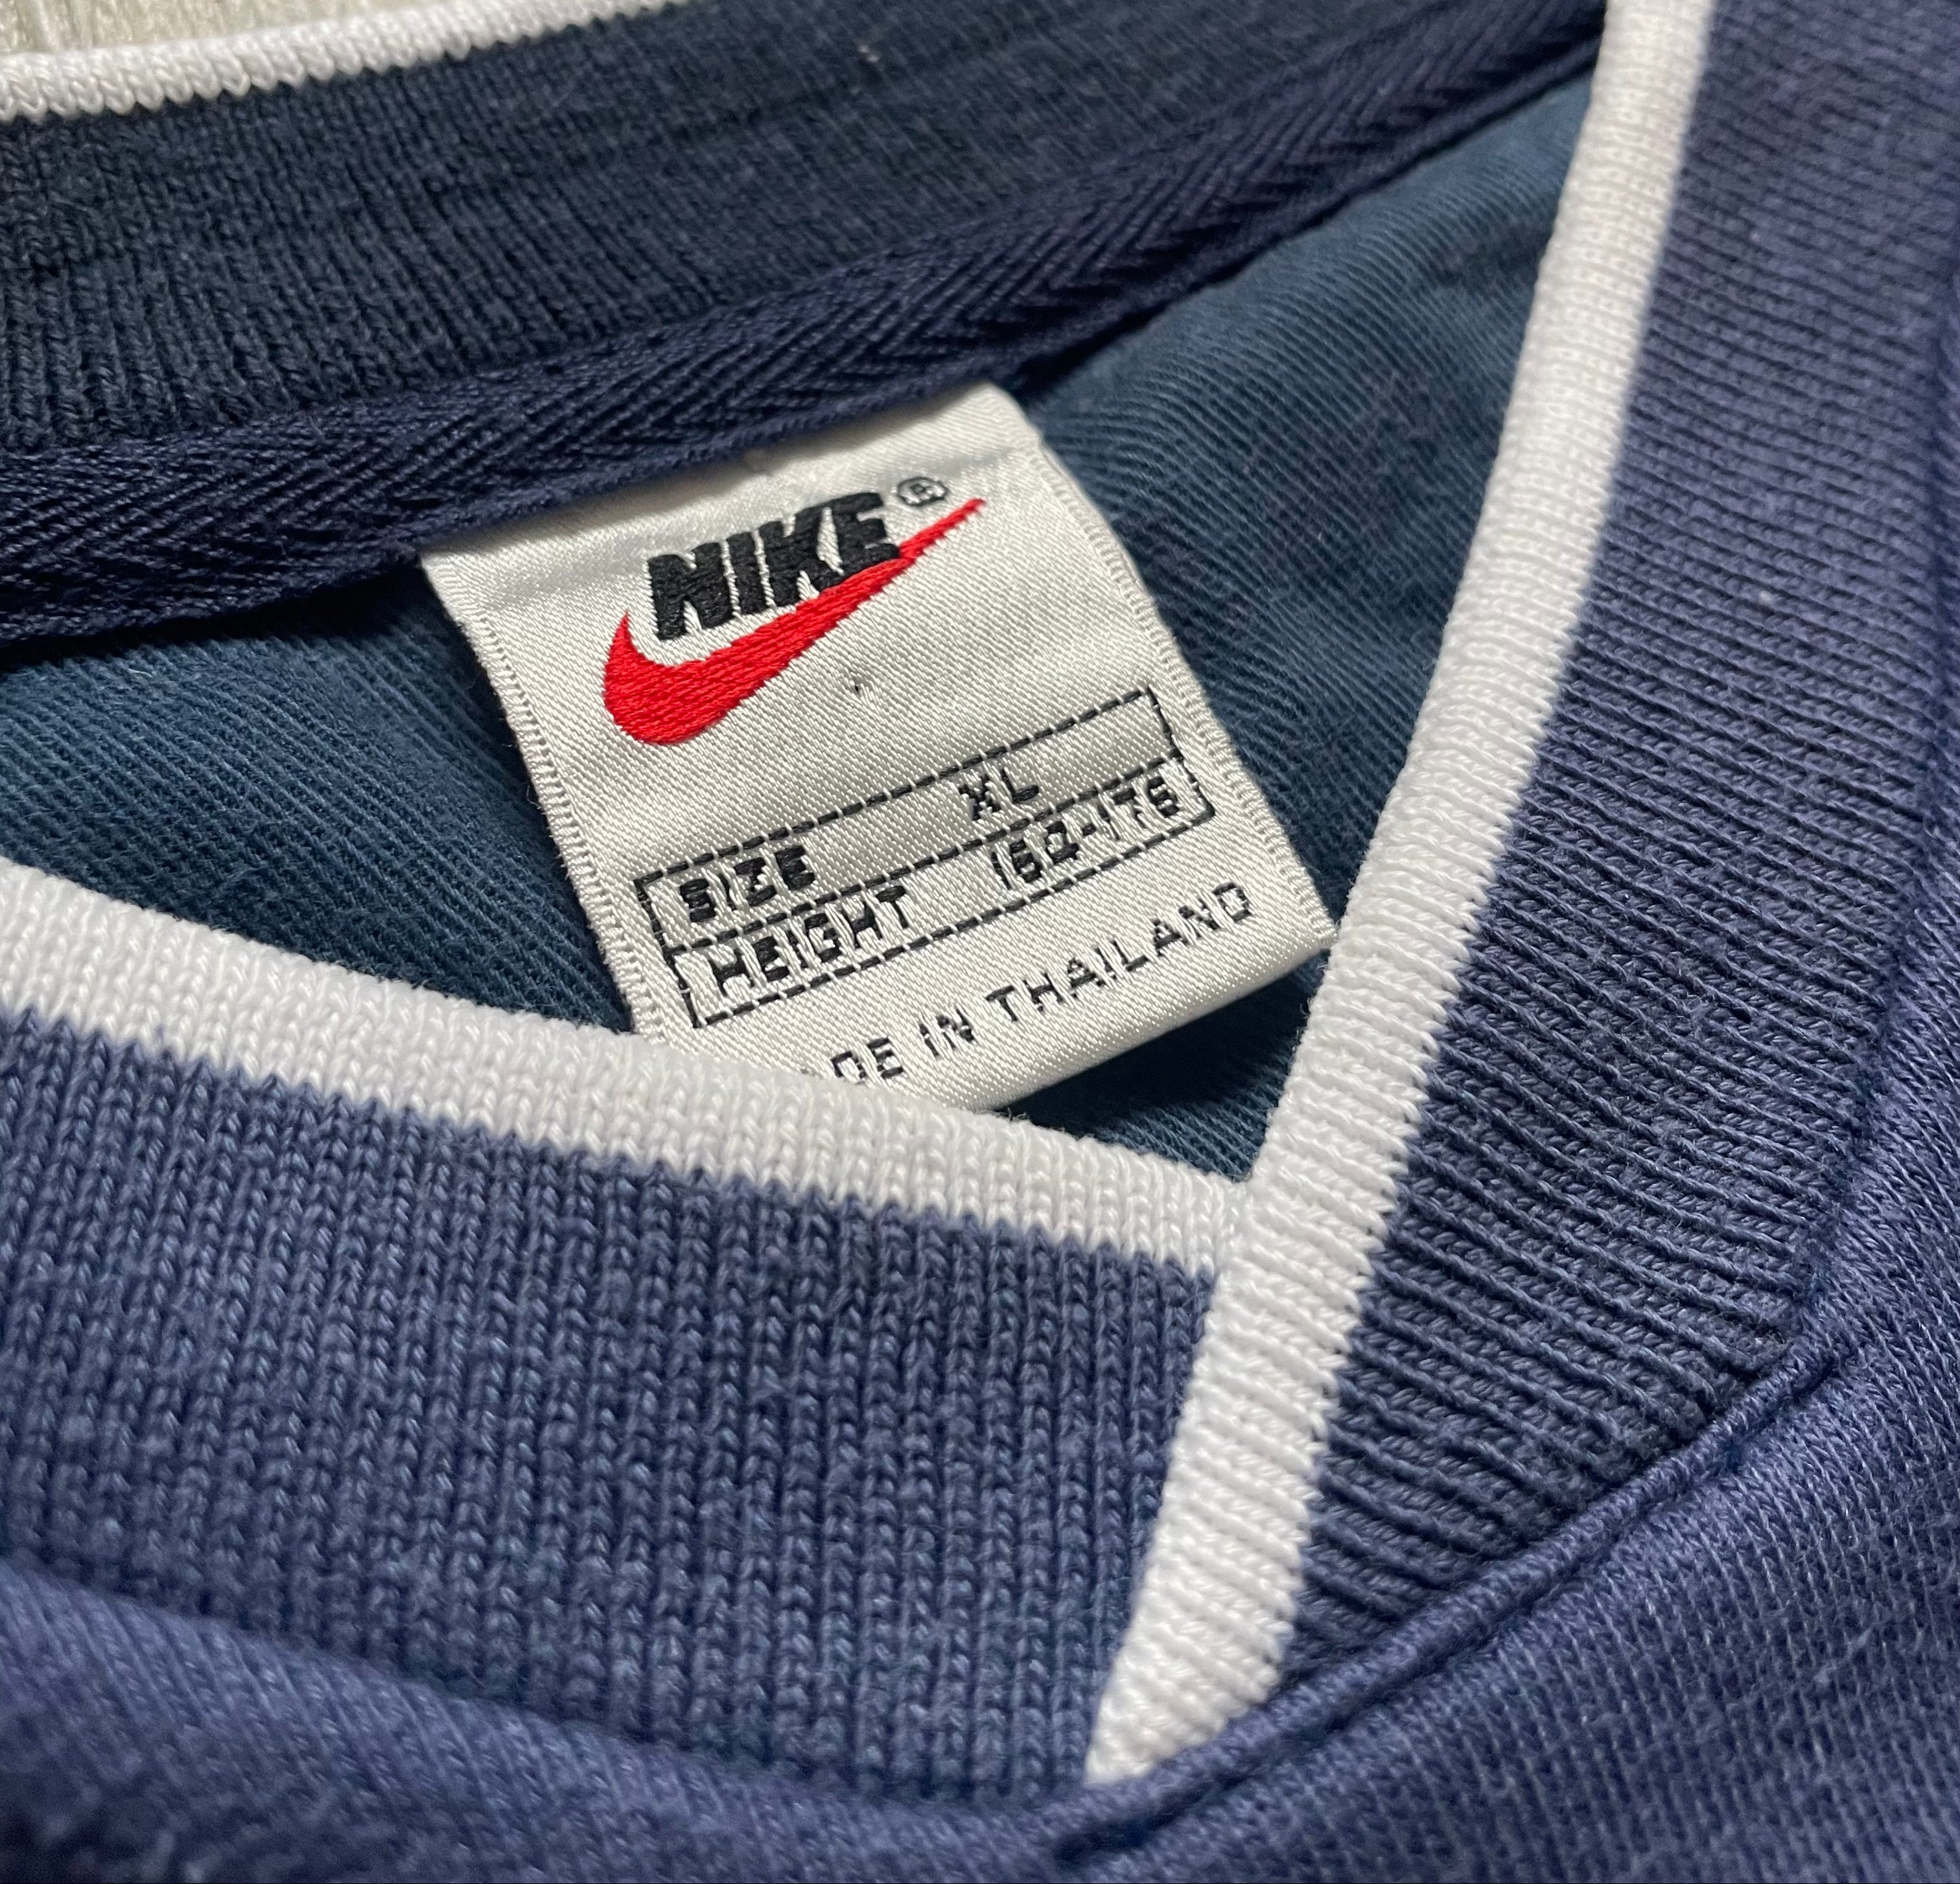 NIKE®
SIZE XL
HEIGHT 164-176
DE IN THAILAND